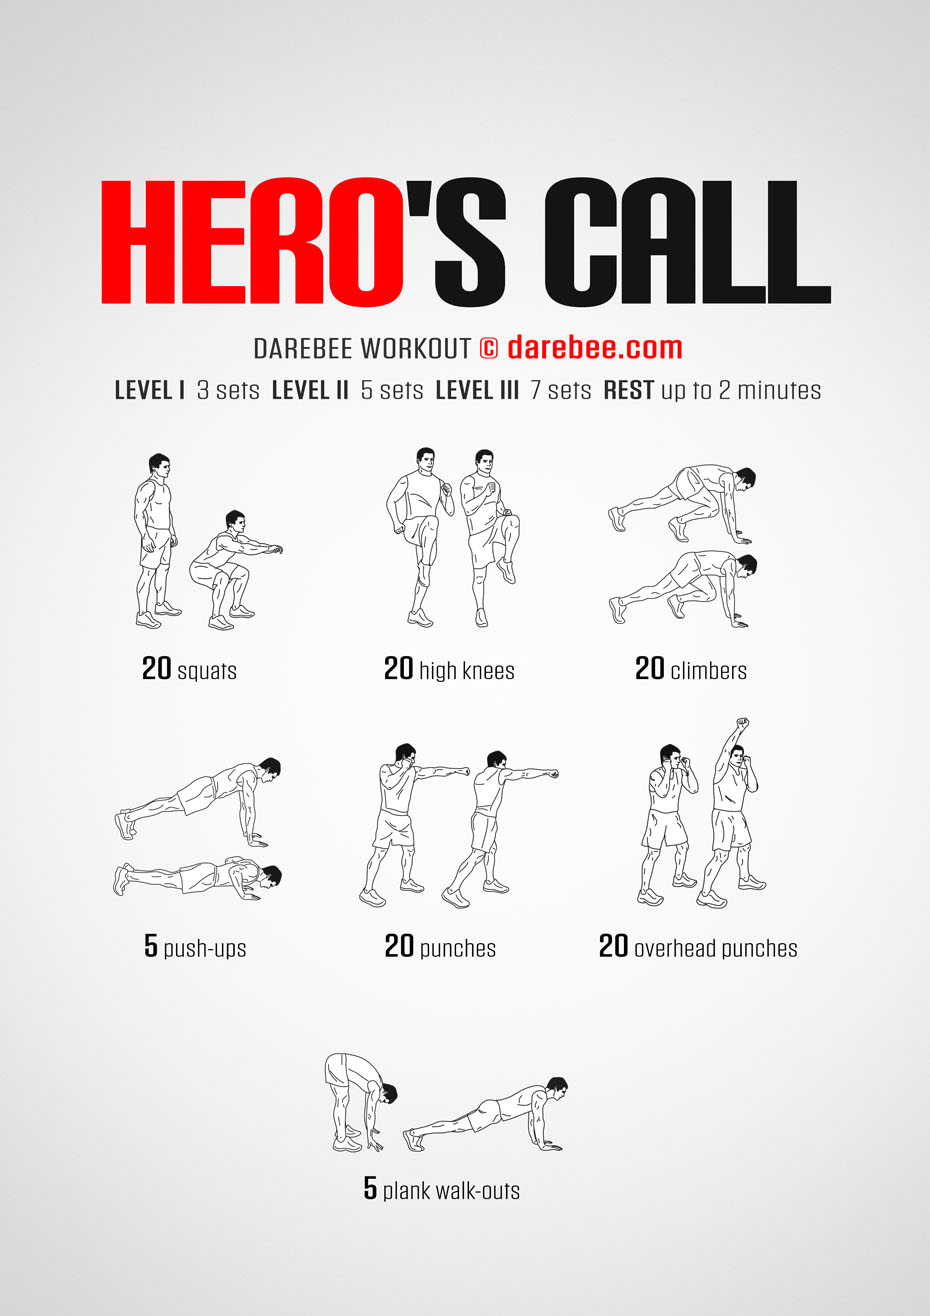 HERO'S CALL
DAREBEE WORKOUT © darebee.com
LEVEL I 3 sets LEVEL II 5 sets LEVEL III 7 sets REST up to 2 minutes
20 squats
20 high knees
20 climbers
5 push-ups
20 punches
20 overhead punches
5 plank walk-outs